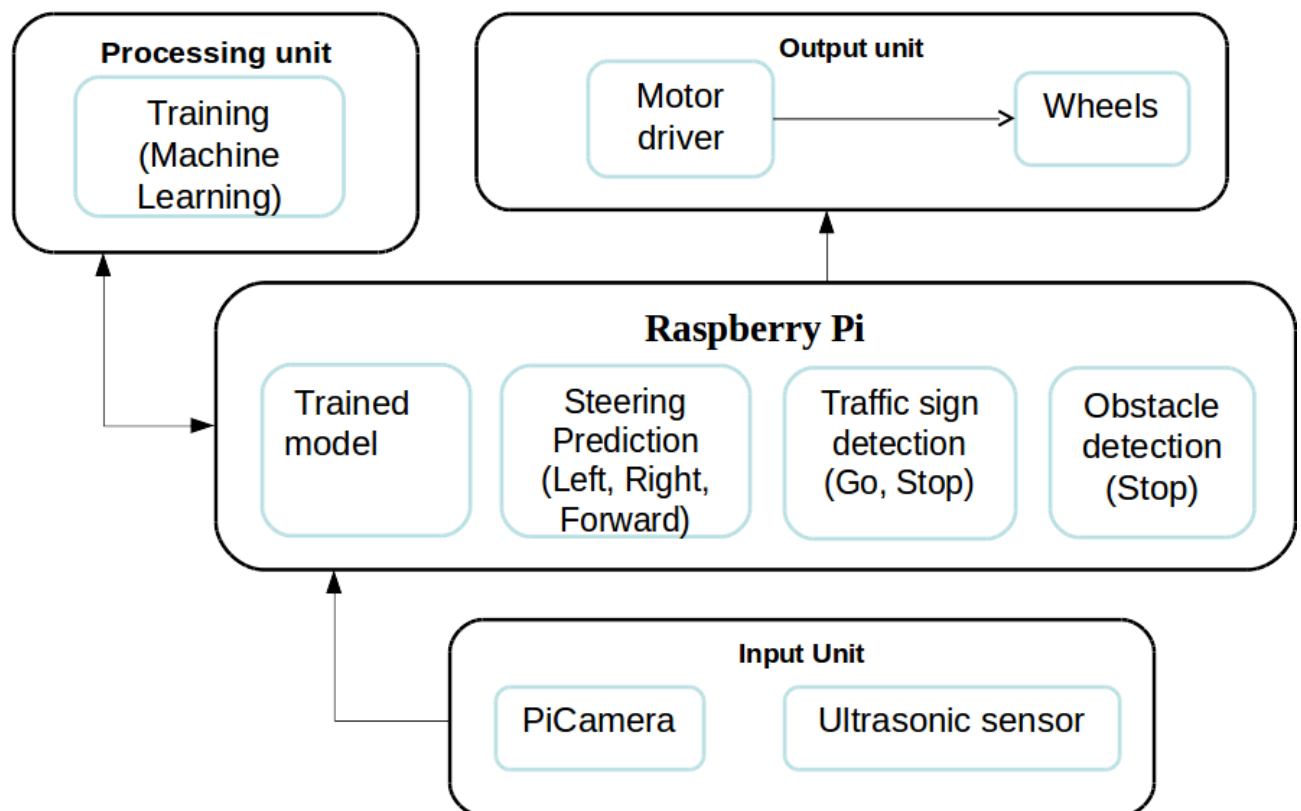 Processing unit
Training
(Machine
Learning)
Output unit
Motor
driver
Wheels
Raspberry Pi
Trained
model
Steering
Prediction
(Left, Right,
Forward)
Traffic sign
detection
(Go, Stop)
Obstacle
detection
(Stop)
Input Unit
PiCamera
Ultrasonic sensor